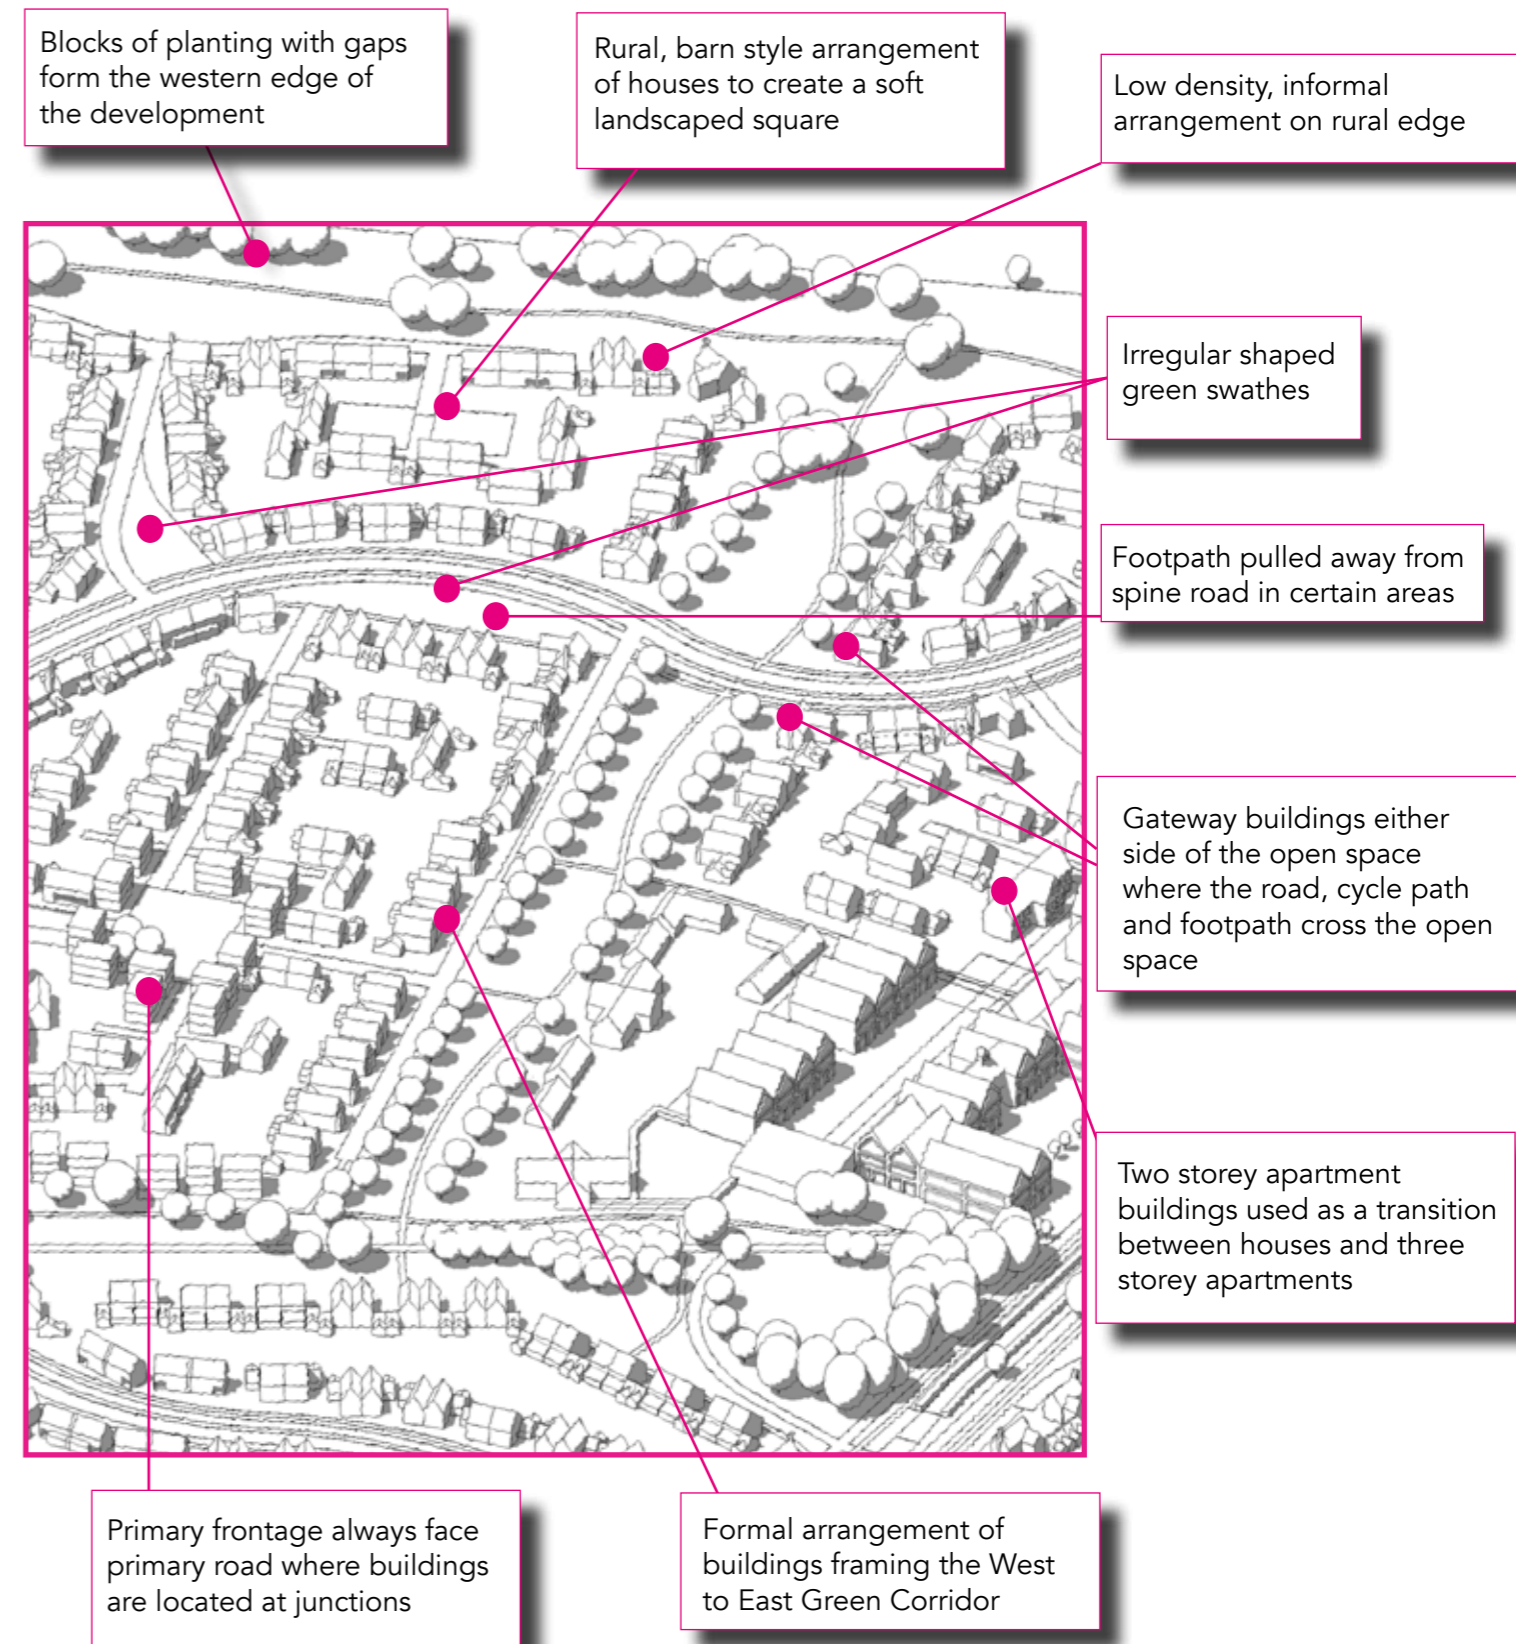 Blocks of planting with gaps
form the western edge of
the development
Rural, barn style arrangement
of houses to create a soft
landscaped square
Low density, informal
arrangement on rural edge
Irregular shaped
green swathes
Footpath pulled away from
spine road in certain areas
Gateway buildings either
side of the open space
where the road, cycle path
and footpath cross the open
space
Two storey apartment
buildings used as a transition
between houses and three
storey apartments
Primary frontage always face
primary road where buildings
are located at junctions
Formal arrangement of
buildings framing the West
to East Green Corridor